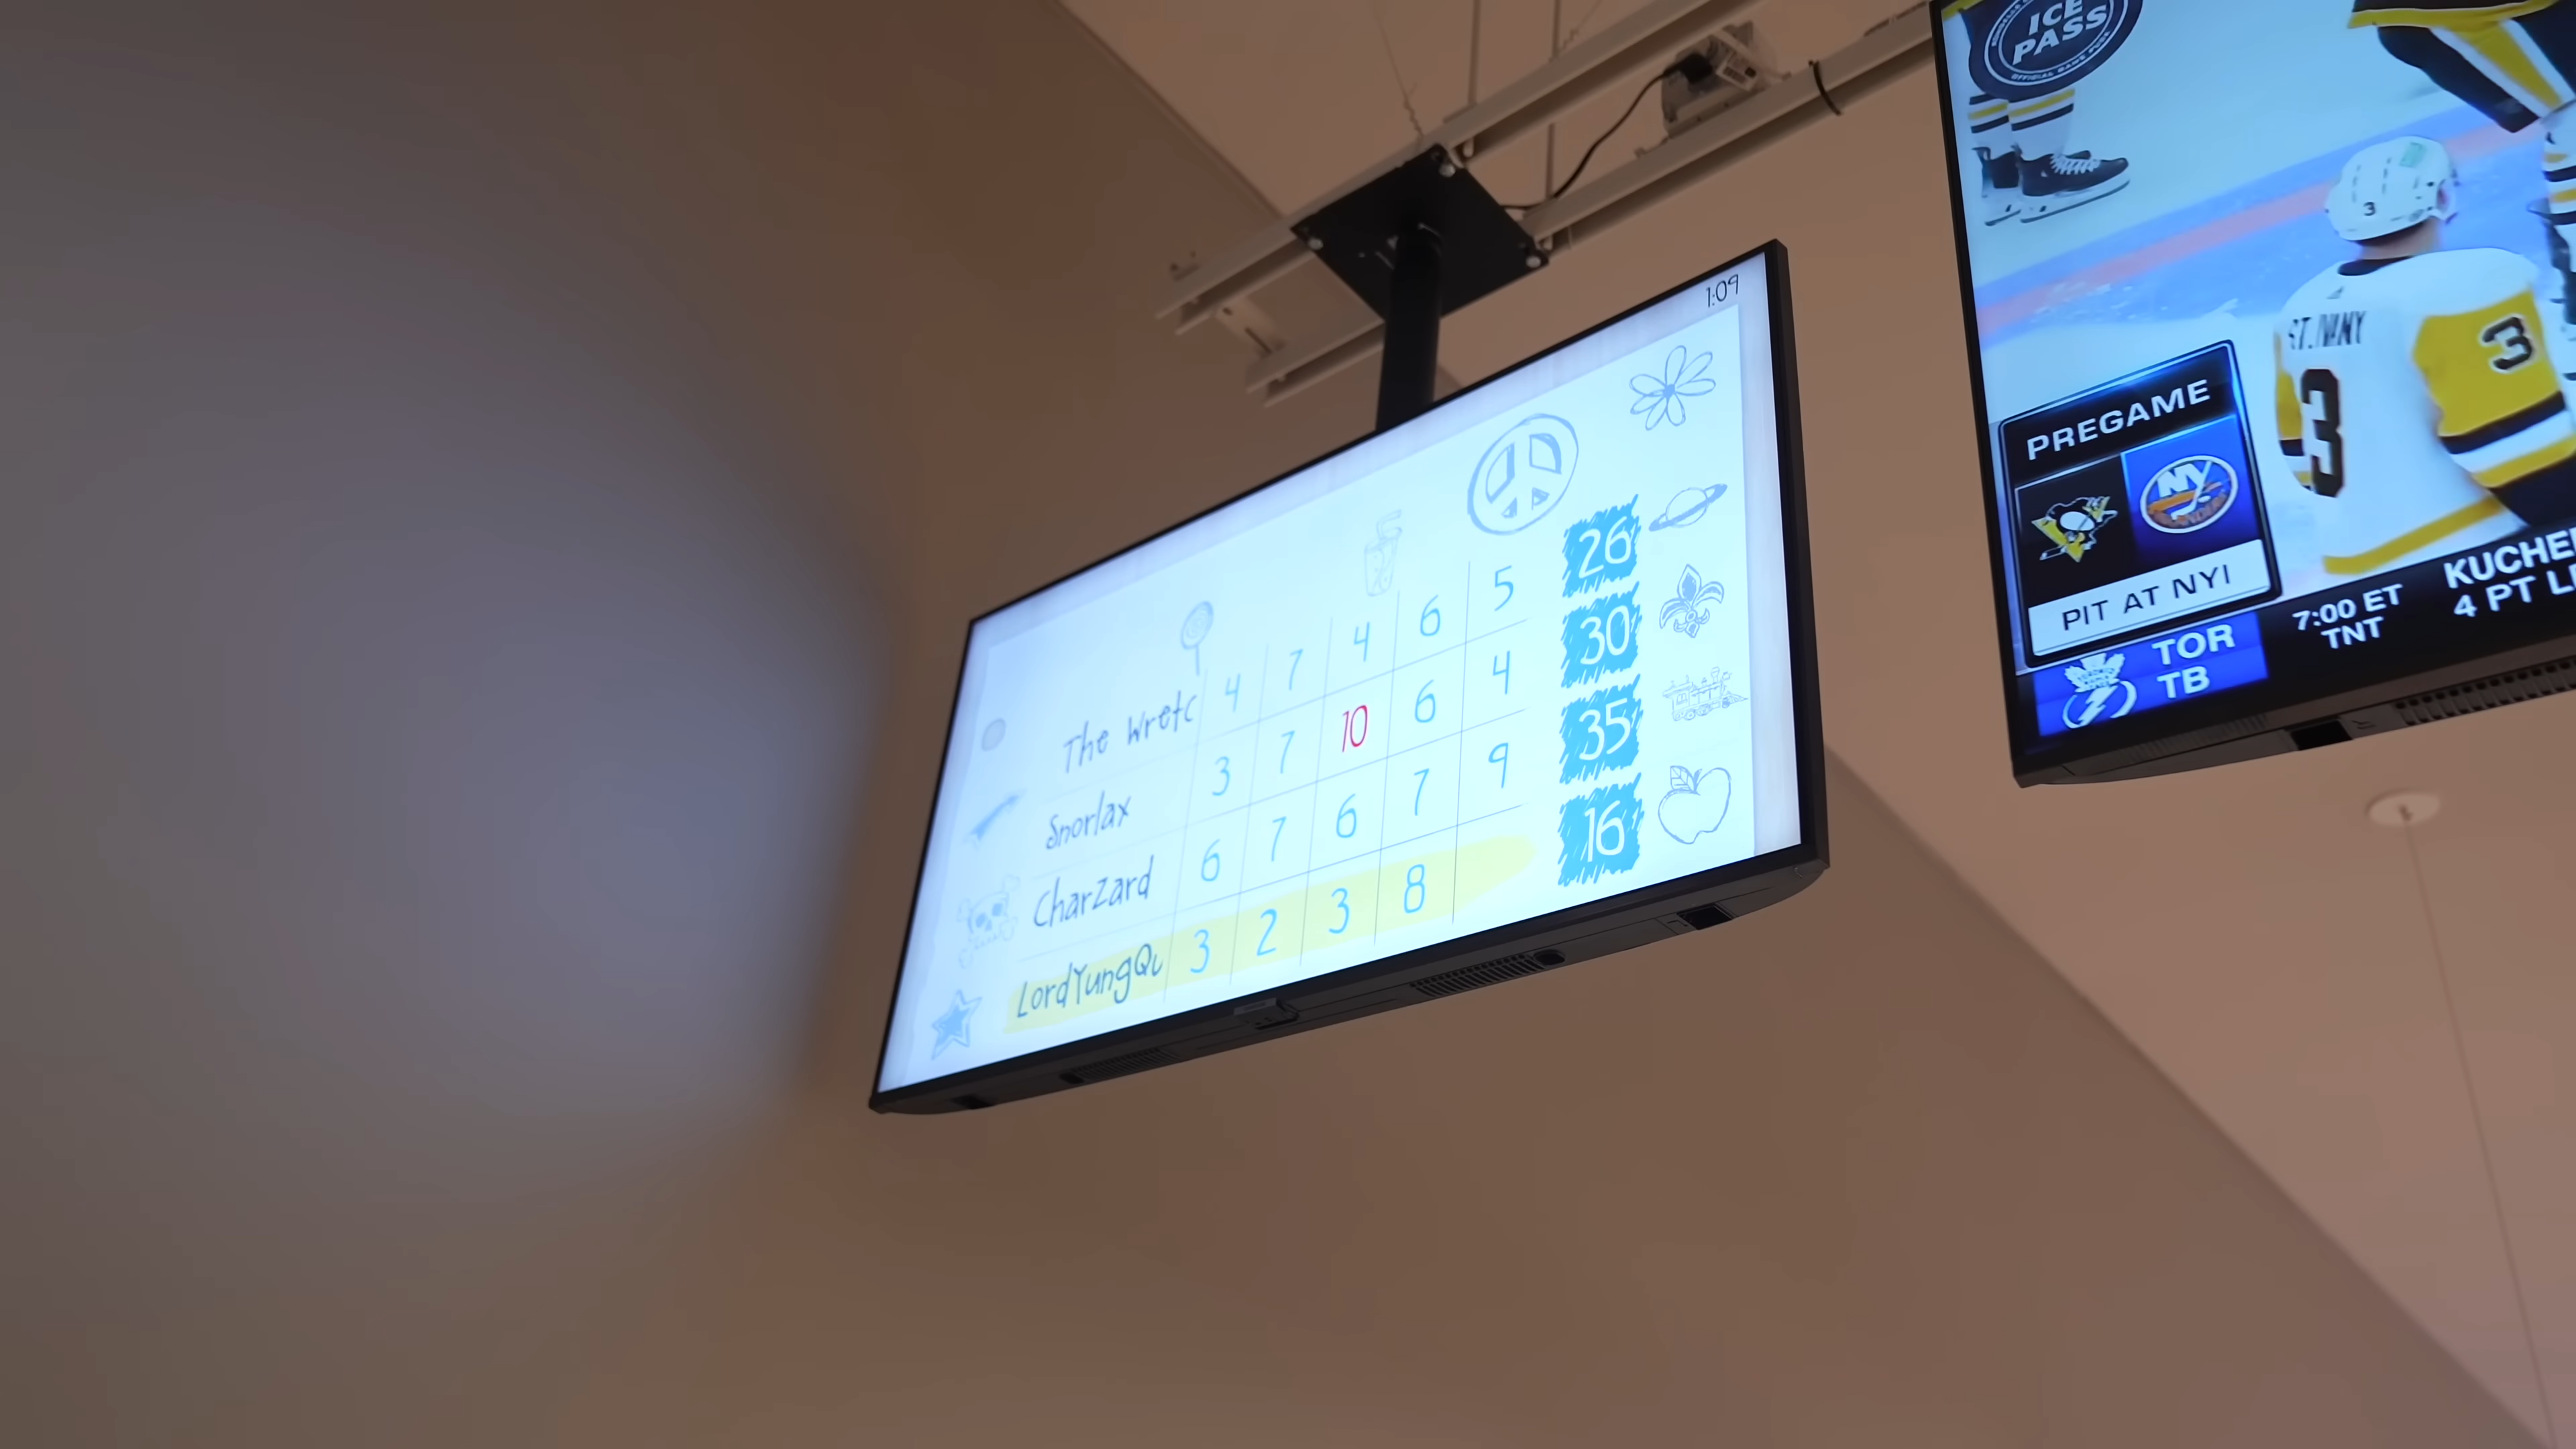 1:09
The Wretc 4 7 4 6 5 26
Snorlax 3 7 10 6 4 30
CharZard 6 7 6 7 9 35
LordYungQu 3 2 3 8 16
ICE
PASS
3
ST. IVANY
3
3
PREGAME
NY
PIT AT NYI
TOR
TB
7:00 ET
TNT
KUCHE
4 PT L